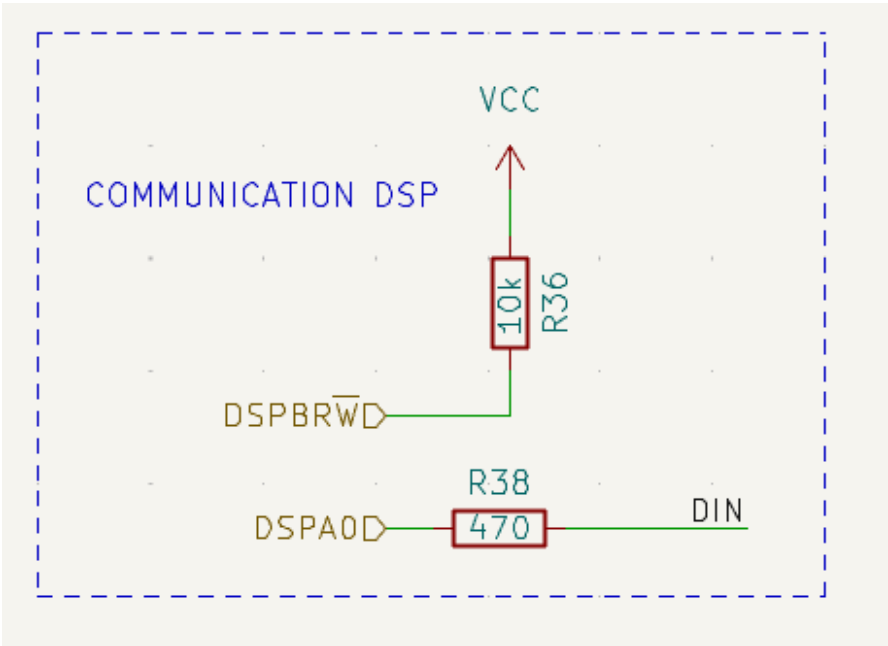 VCC
COMMUNICATION DSP
10k
R36
DSPBRW̅
R38
DSPA0
470
DIN